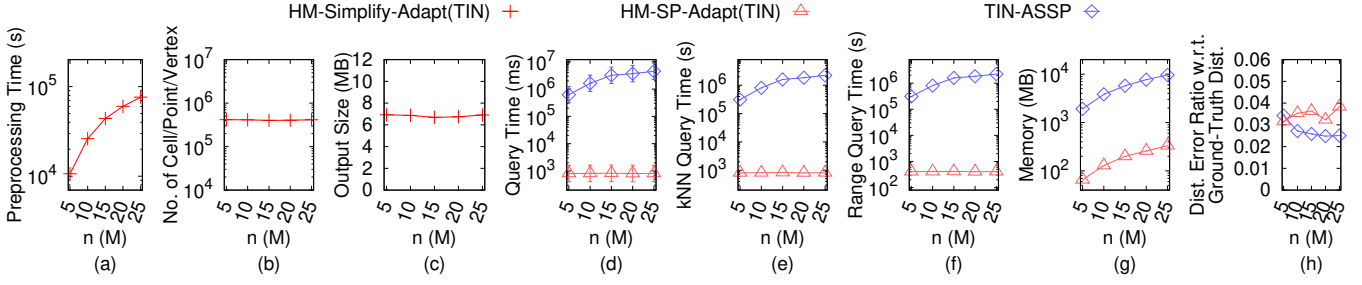 HM-Simplify-Adapt(TIN) HM-SP-Adapt(TIN) TIN-ASSP
Preprocessing Time (s)
10^5
10^4
5 10 15 20 25
n (M)
(a)
No. of Cell/Point/Vertex
10^7
10^6
10^5
10^4
5 10 15 20 25
n (M)
(b)
Output Size (MB)
12
10
8
6
4
2
0
5 10 15 20 25
n (M)
(c)
Query Time (ms)
10^7
10^6
10^5
10^4
10^3
5 10 15 20 25
n (M)
(d)
kNN Query Time (s)
10^6
10^5
10^4
10^3
5 10 15 20 25
n (M)
(e)
Range Query Time (s)
10^6
10^5
10^4
10^3
10^2
5 10 15 20 25
n (M)
(f)
Memory (MB)
10^4
10^3
10^2
5 10 15 20 25
n (M)
(g)
Dist. Error Ratio w.r.t.
Ground-Truth Dist.
0.06
0.05
0.04
0.03
0.02
0.01
0
5 10 15 20 25
n (M)
(h)